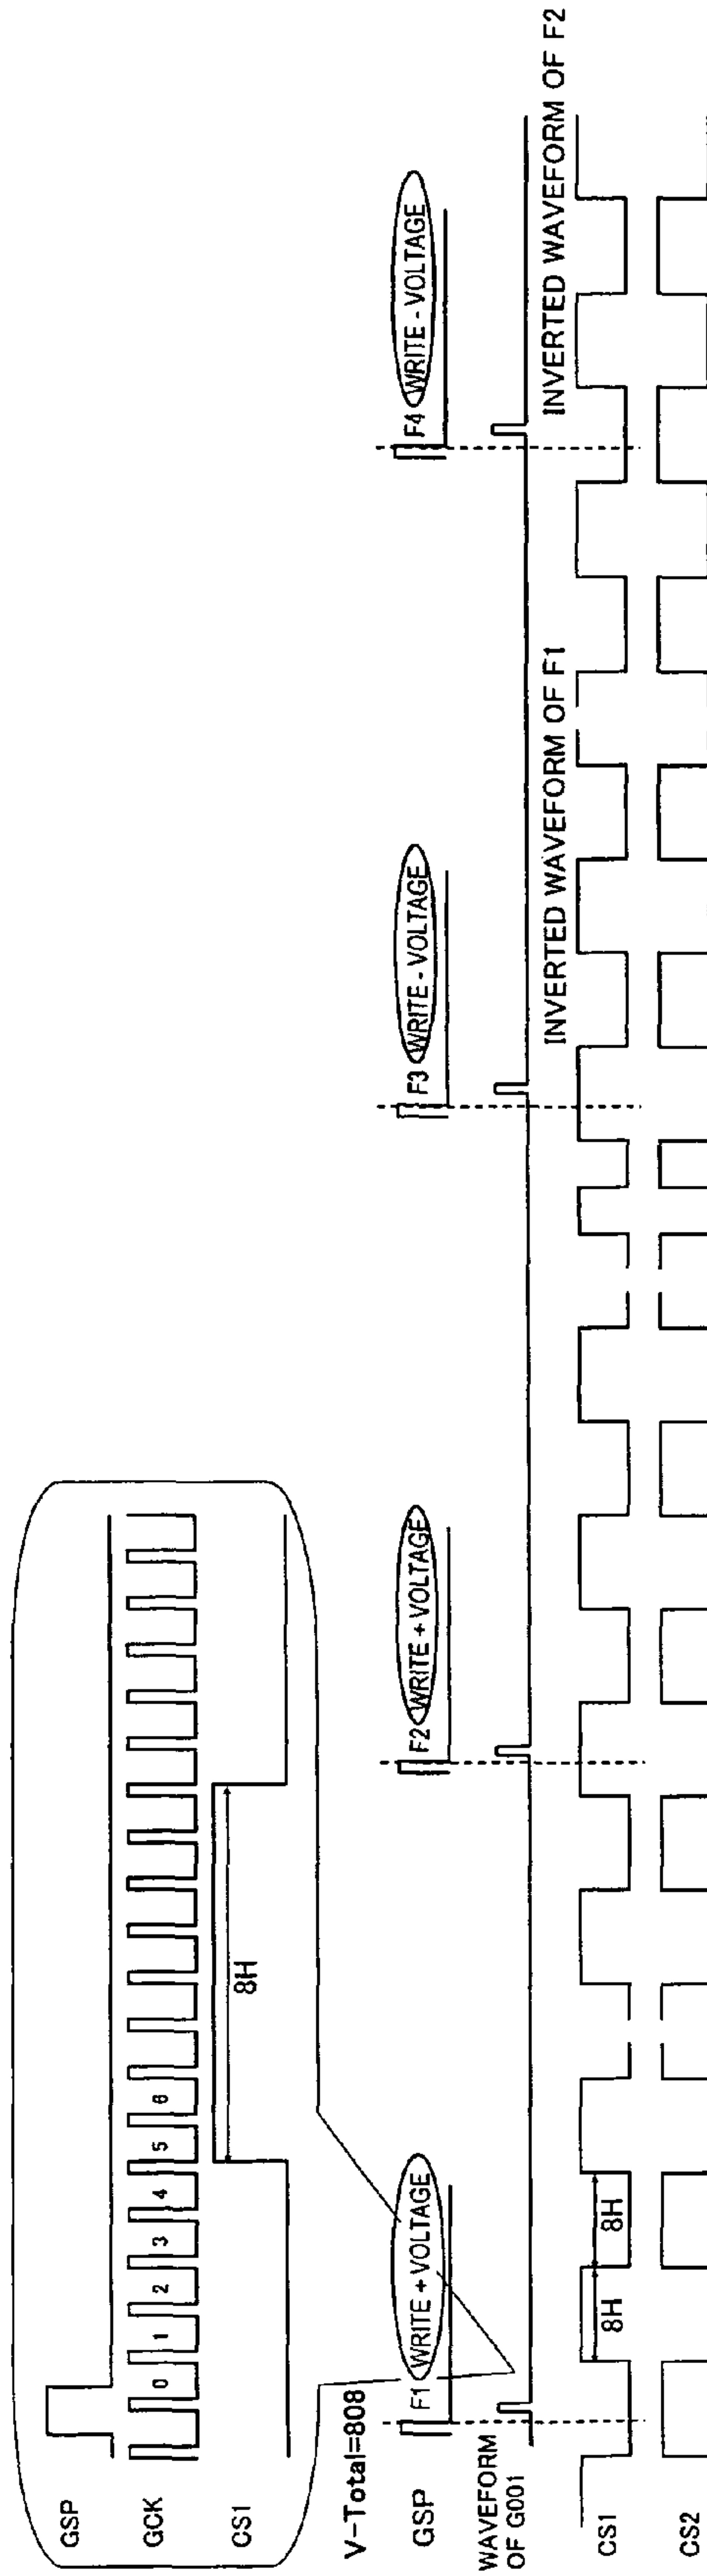 GSP
GCK
0 1 2 3 4 5 6
CS1
8H
V-Total=808
GSP
F1 WRITE + VOLTAGE
F2 WRITE + VOLTAGE
F3 WRITE - VOLTAGE
F4 WRITE - VOLTAGE
WAVEFORM
OF G001
INVERTED WAVEFORM OF F1
INVERTED WAVEFORM OF F2
CS1
8H
8H
CS2